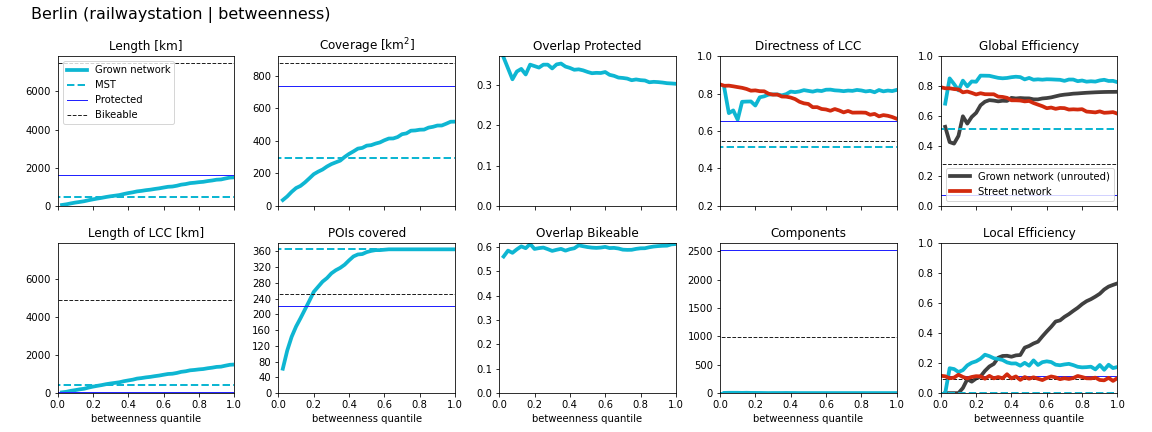 Berlin (railwaystation | betweenness)
Length [km]
Coverage [km²]
Overlap Protected
Directness of LCC
Global Efficiency
Grown network
MST
Protected
Bikeable
0
2000
4000
6000
0
200
400
600
800
0.0
0.1
0.2
0.3
0.2
0.4
0.6
0.8
1.0
0.0
0.2
0.4
0.6
0.8
1.0
Grown network (unrouted)
Street network
Length of LCC [km]
POIs covered
Overlap Bikeable
Components
Local Efficiency
0
2000
4000
6000
0
40
80
120
160
200
240
280
320
360
0.0
0.1
0.2
0.3
0.4
0.5
0.6
0
500
1000
1500
2000
2500
0.0
0.2
0.4
0.6
0.8
1.0
0.0 0.2 0.4 0.6 0.8 1.0
0.0 0.2 0.4 0.6 0.8 1.0
0.0 0.2 0.4 0.6 0.8 1.0
0.0 0.2 0.4 0.6 0.8 1.0
0.0 0.2 0.4 0.6 0.8 1.0
betweenness quantile
betweenness quantile
betweenness quantile
betweenness quantile
betweenness quantile